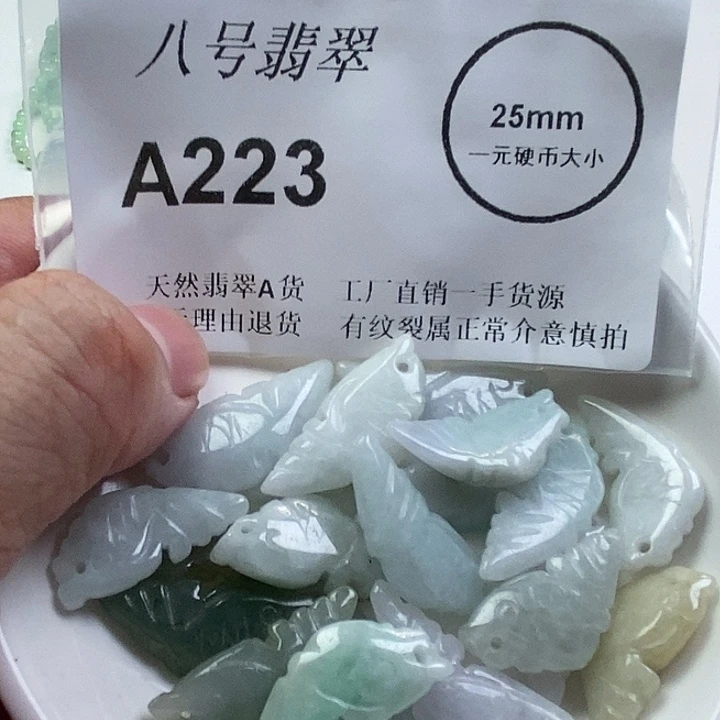 八号翡翠
A223
25mm
一元硬币大小
天然翡翠A货 工厂直销一手货源
理由退货 有纹裂属正常介意慎拍